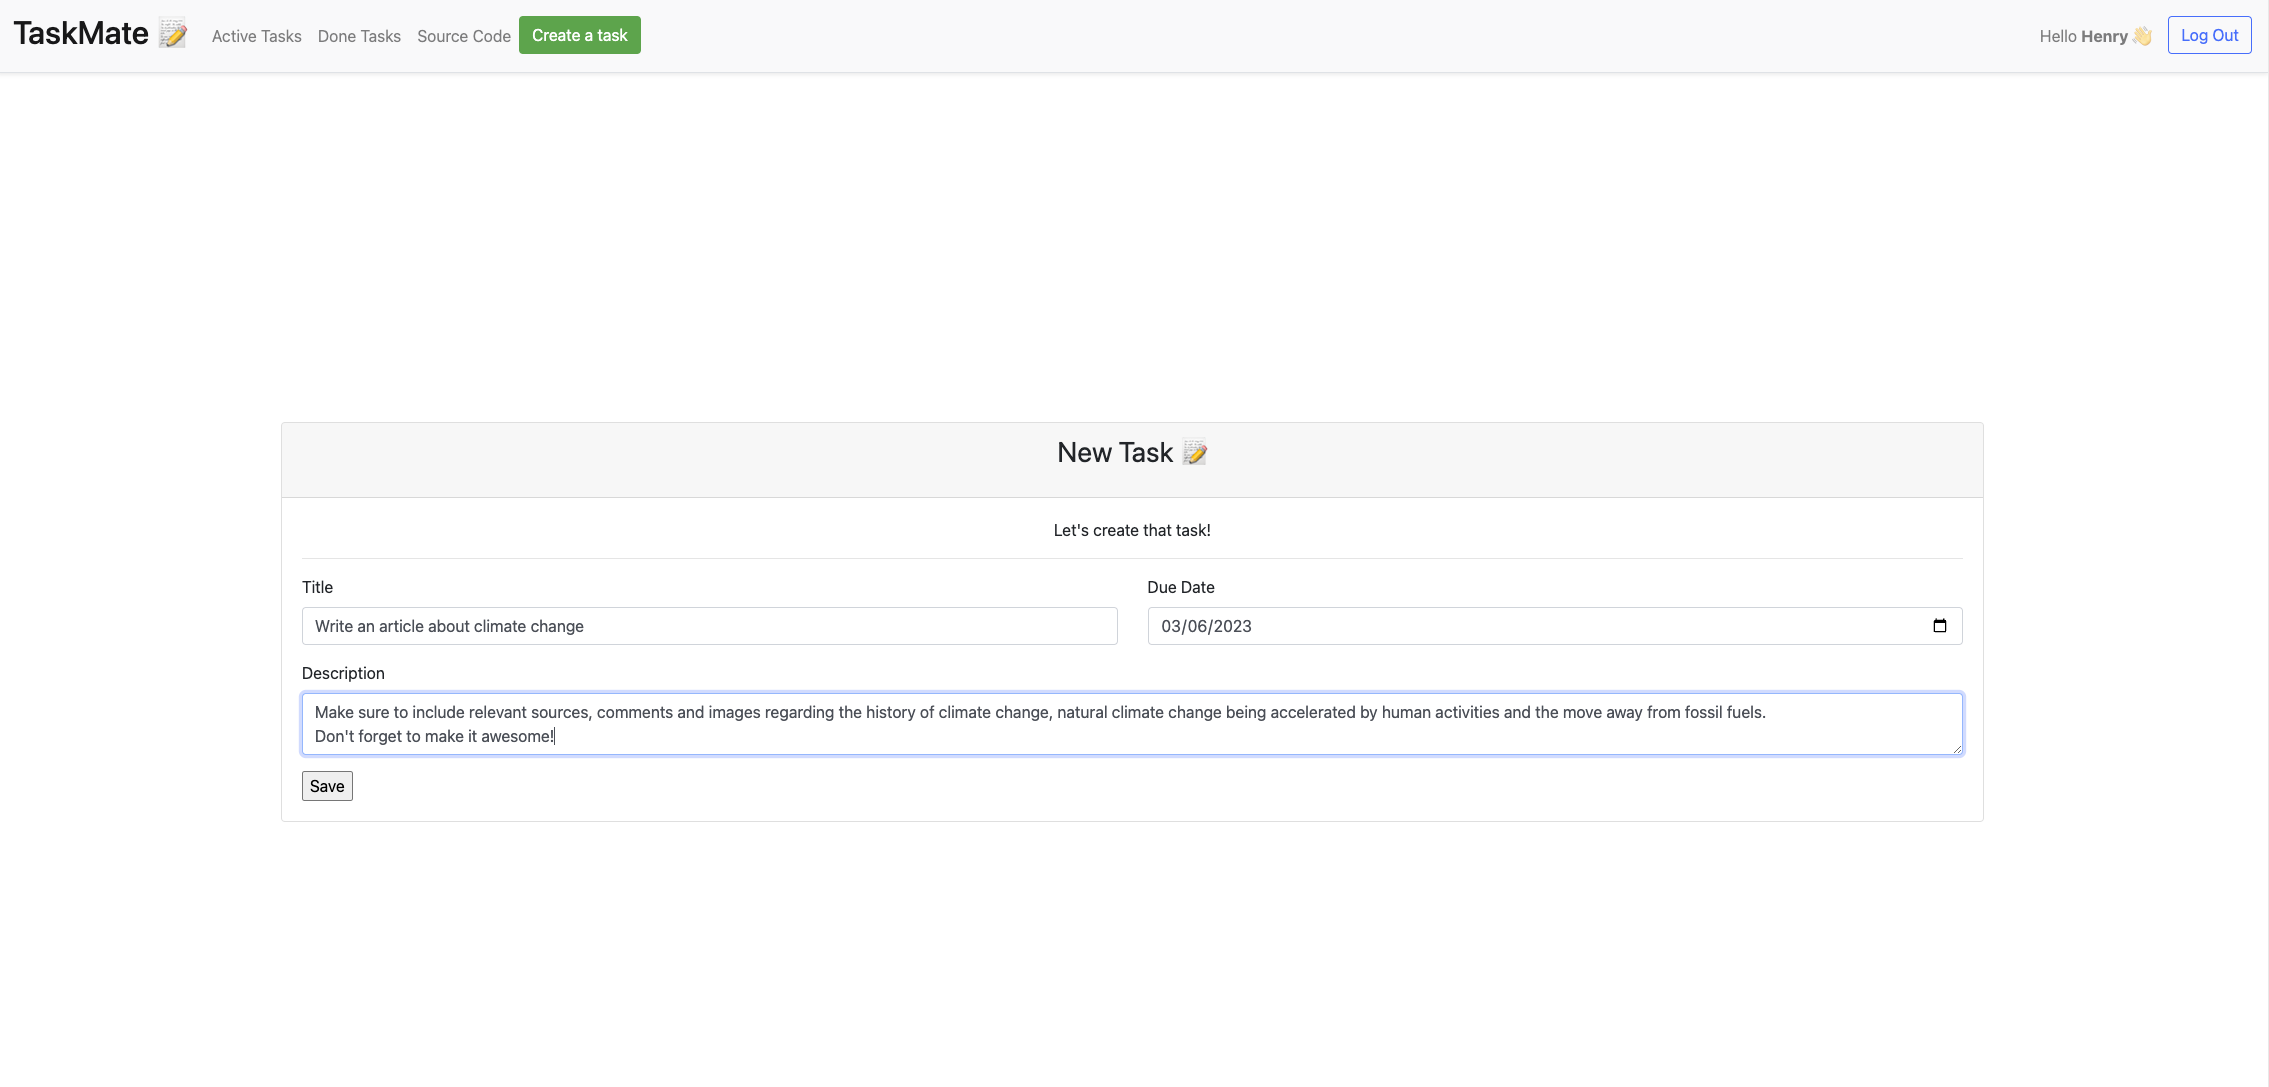 TaskMate 📝 Active Tasks Done Tasks Source Code Create a task Hello Henry 👋 Log Out
New Task 📝
Let's create that task!
Title Due Date
Write an article about climate change 03/06/2023
Description
Make sure to include relevant sources, comments and images regarding the history of climate change, natural climate change being accelerated by human activities and the move away from fossil fuels.
Don't forget to make it awesome!
Save